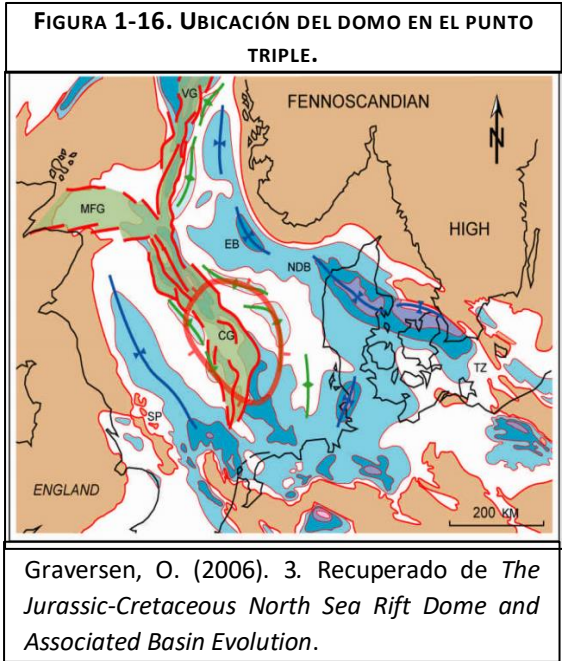 FIGURA 1-16. UBICACIÓN DEL DOMO EN EL PUNTO
TRIPLE.
VG
FENNOSCANDIAN
N
MFG
HIGH
EB
NDB
CG
TZ
SP
ENGLAND
200 KM
Graversen, O. (2006). 3. Recuperado de The
Jurassic-Cretaceous North Sea Rift Dome and
Associated Basin Evolution.